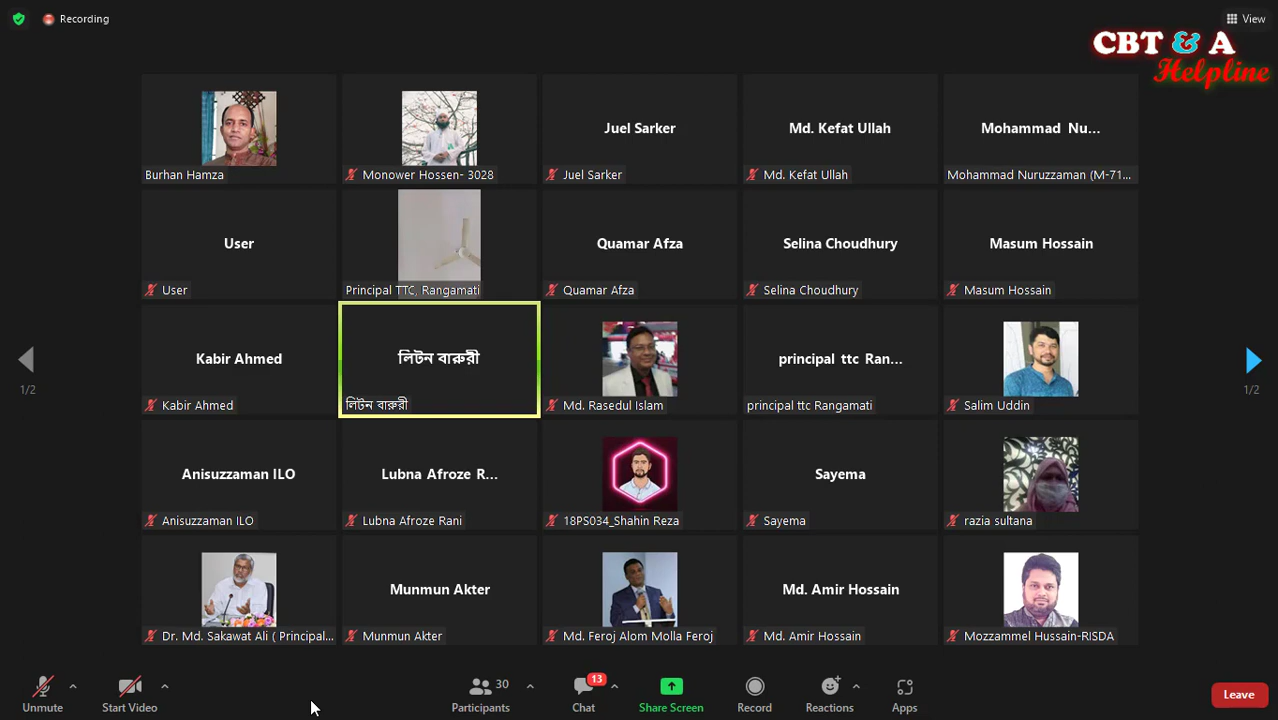 Recording
View
CBT & A
Helpline
Burhan Hamza
Monower Hossen- 3028
Juel Sarker
Juel Sarker
Md. Kefat Ullah
Md. Kefat Ullah
Mohammad Nu...
Mohammad Nuruzzaman (M-71...
User
User
Principal TTC, Rangamati
Quamar Afza
Quamar Afza
Selina Choudhury
Selina Choudhury
Masum Hossain
Masum Hossain
Kabir Ahmed
Kabir Ahmed
লিটন বারুরী
লিটন বারুরী
Md. Rasedul Islam
principal ttc Ran...
principal ttc Rangamati
Salim Uddin
1/2
1/2
Anisuzzaman ILO
Anisuzzaman ILO
Lubna Afroze R...
Lubna Afroze Rani
18PS034_Shahin Reza
Sayema
Sayema
razia sultana
Dr. Md. Sakawat Ali ( Principal...
Munmun Akter
Munmun Akter
Md. Feroj Alom Molla Feroj
Md. Amir Hossain
Md. Amir Hossain
Mozzammel Hussain-RISDA
Unmute
Start Video
30
Participants
13
Chat
Share Screen
Record
Reactions
Apps
Leave